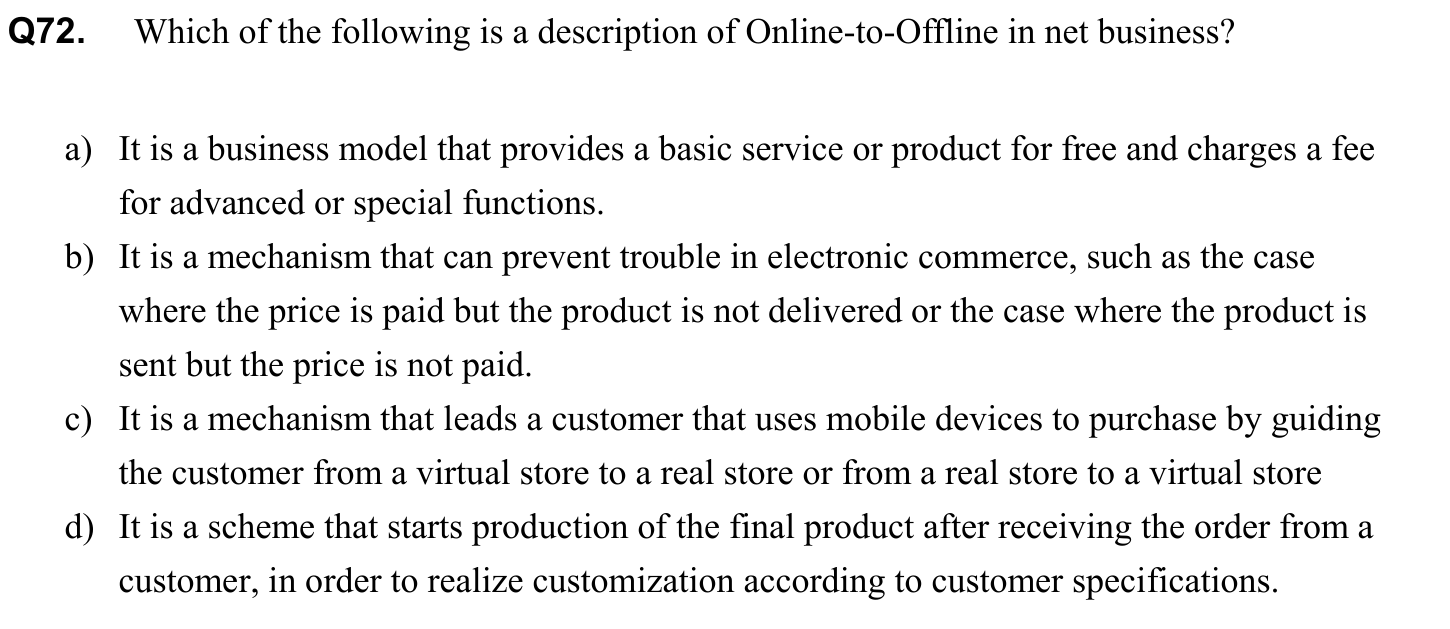 Q72. Which of the following is a description of Online-to-Offline in net business?
a) It is a business model that provides a basic service or product for free and charges a fee
for advanced or special functions.
b) It is a mechanism that can prevent trouble in electronic commerce, such as the case
where the price is paid but the product is not delivered or the case where the product is
sent but the price is not paid.
c) It is a mechanism that leads a customer that uses mobile devices to purchase by guiding
the customer from a virtual store to a real store or from a real store to a virtual store
d) It is a scheme that starts production of the final product after receiving the order from a
customer, in order to realize customization according to customer specifications.